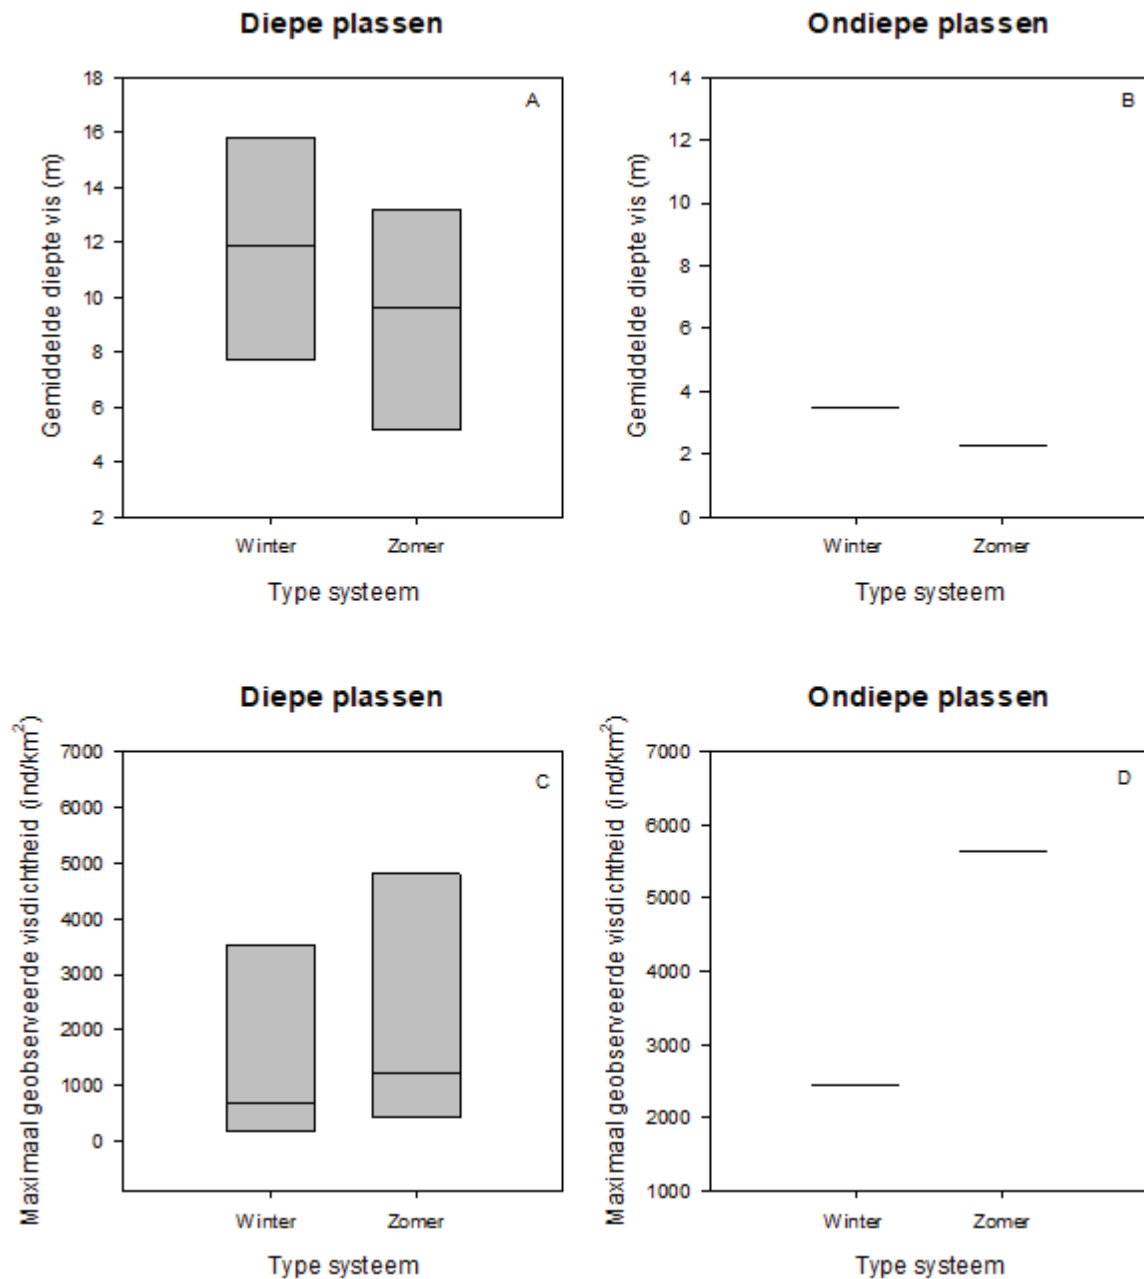 Diepe plassen
A
Gemiddelde diepte vis (m)
18
16
14
12
10
8
6
4
2
Winter Zomer
Type systeem
Ondiepe plassen
B
Gemiddelde diepte vis (m)
14
12
10
8
6
4
2
0
Winter Zomer
Type systeem
Diepe plassen
C
Maximaal geobserveerde visdichtheid (ind/km²)
7000
6000
5000
4000
3000
2000
1000
0
Winter Zomer
Type systeem
Ondiepe plassen
D
Maximaal geobserveerde visdichtheid (ind/km²)
7000
6000
5000
4000
3000
2000
1000
Winter Zomer
Type systeem